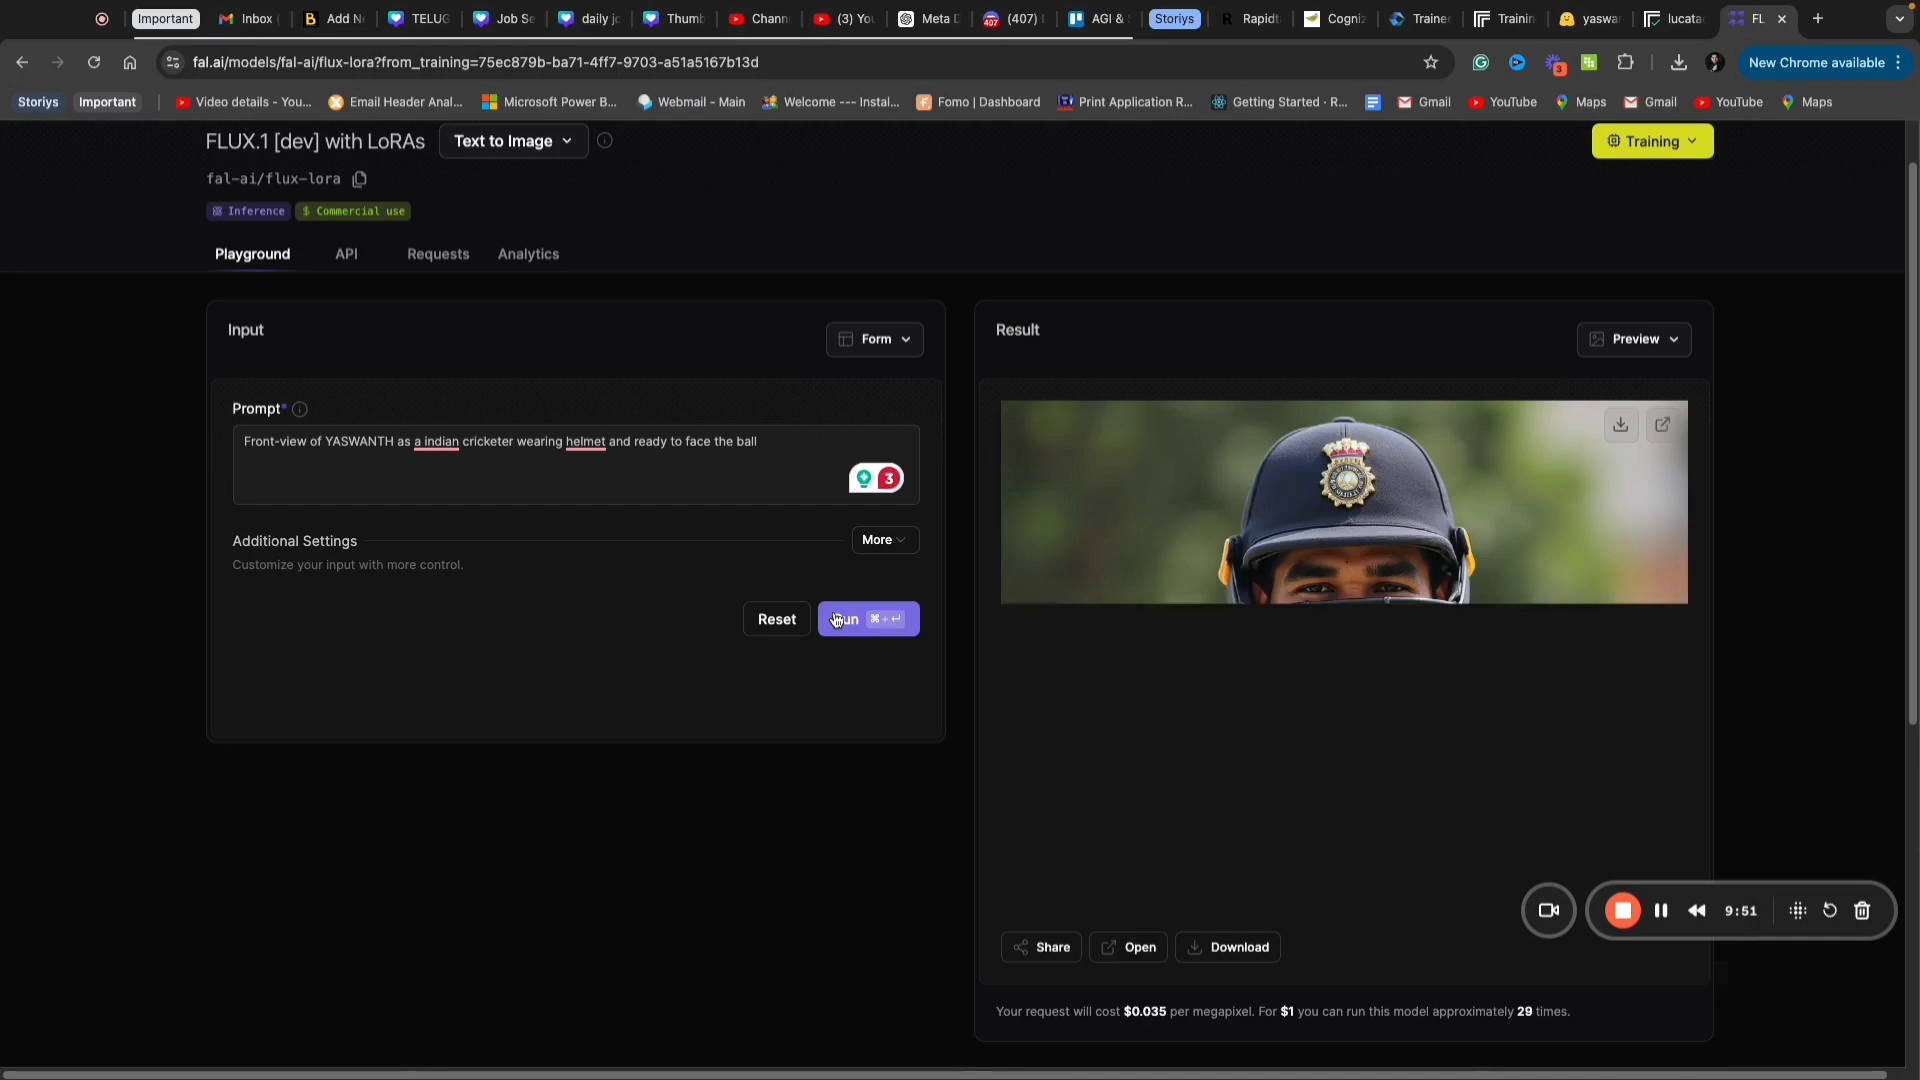 Important
Inbox
Add N
TELUG
Job Se
daily jo
Thumb
Chann
(3) You
Meta D
(407)
AGI &
Storiys
Rapidt
Cogniz
Trainee
Trainin
yaswa
lucata
FL
fal.ai/models/fal-ai/flux-lora?from_training=75ec879b-ba71-4ff7-9703-a51a5167b13d
3
New Chrome available
Storiys
Important
Video details - You...
Email Header Anal...
Microsoft Power B...
Webmail - Main
Welcome --- Instal...
Fomo | Dashboard
Print Application R...
Getting Started · R...
Gmail
YouTube
Maps
Gmail
YouTube
Maps
FLUX.1 [dev] with LoRAs
Text to Image
Training
fal-ai/flux-lora
Inference
$ Commercial use
Playground
API
Requests
Analytics
Input
Form
Prompt*
Front-view of YASWANTH as a indian cricketer wearing helmet and ready to face the ball
3
Additional Settings
More
Customize your input with more control.
Reset
un ⌘+↵
Result
Preview
Share
Open
Download
9:51
Your request will cost $0.035 per megapixel. For $1 you can run this model approximately 29 times.